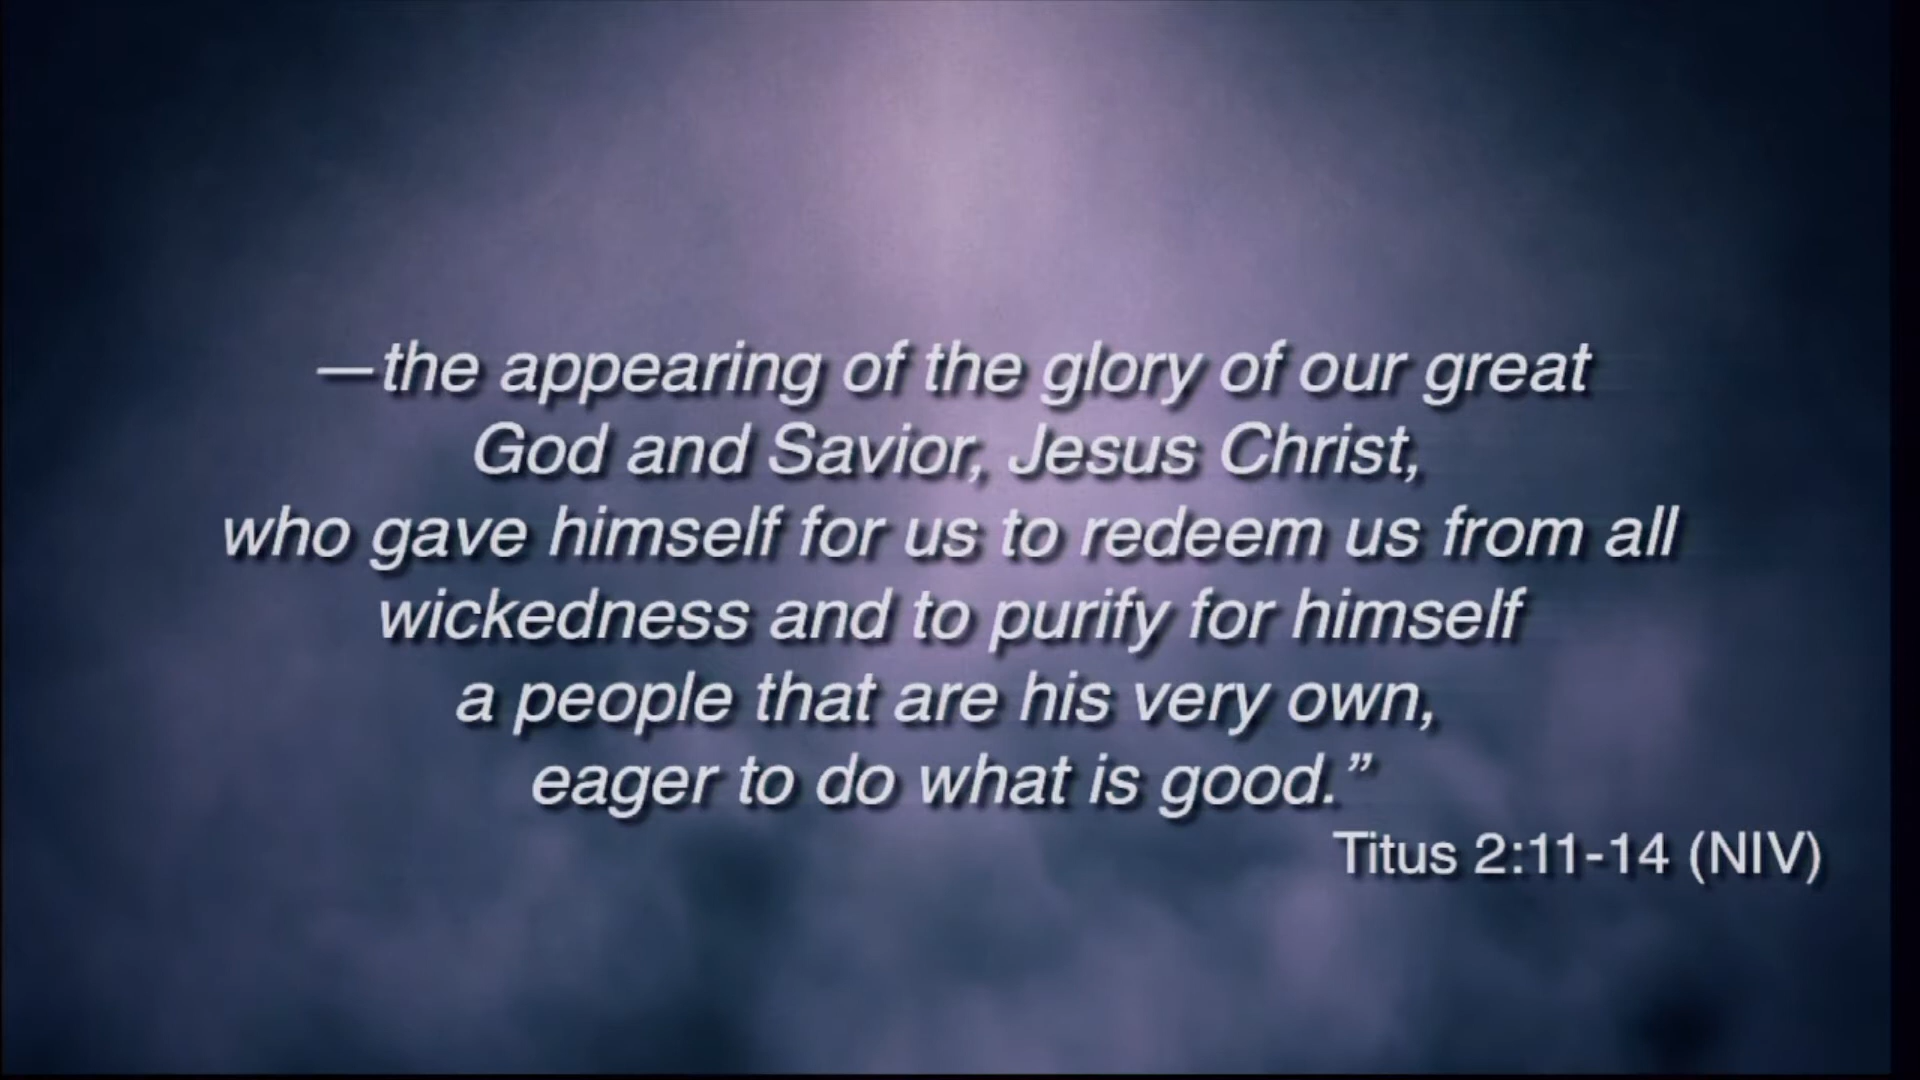 —the appearing of the glory of our great
God and Savior, Jesus Christ,
who gave himself for us to redeem us from all
wickedness and to purify for himself
a people that are his very own,
eager to do what is good.”
Titus 2:11-14 (NIV)